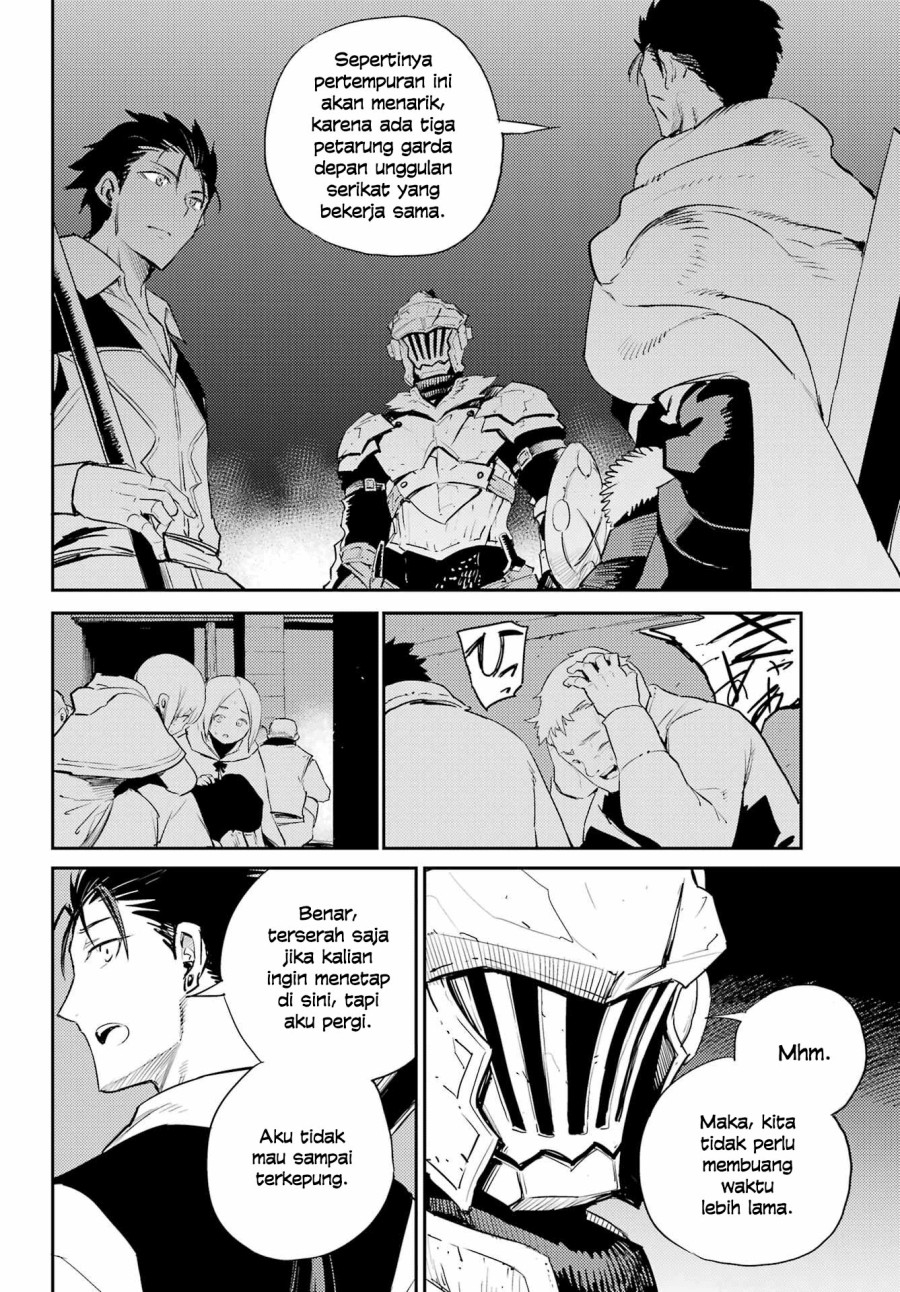 Sepertinya
pertempuran ini
akan menarik,
karena ada tiga
petarung garda
depan unggulan
serikat yang
bekerja sama.
Mhm.
Maka, kita
tidak perlu
membuang
waktu
lebih lama.
Benar,
terserah saja
jika kalian
ingin menetap
di sini, tapi
aku pergi.
Aku tidak
mau sampai
terkepung.